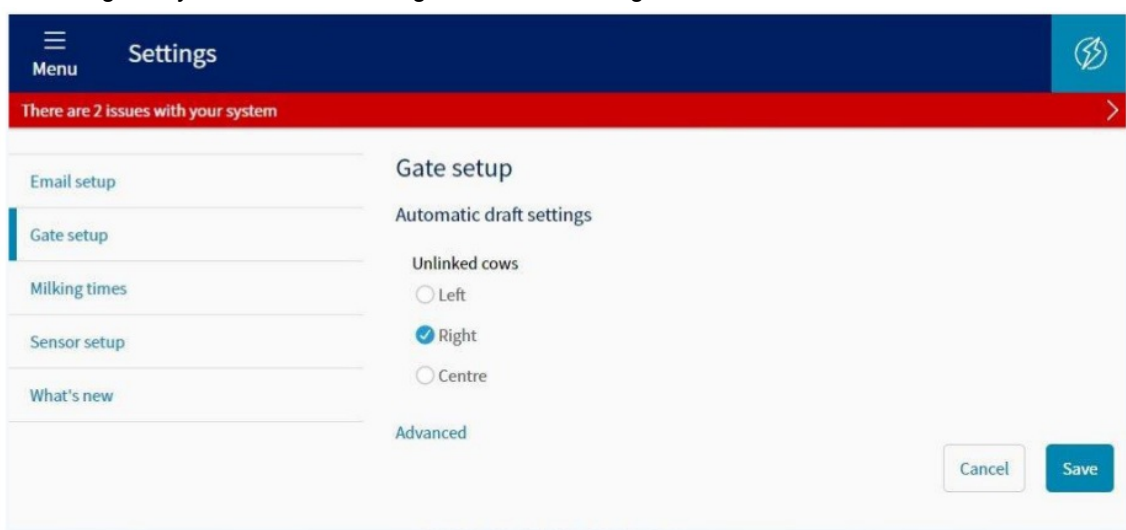 Menu
Settings
There are 2 issues with your system
Email setup
Gate setup
Milking times
Sensor setup
What's new
Gate setup
Automatic draft settings
Unlinked cows
Left
Right
Centre
Advanced
Cancel
Save